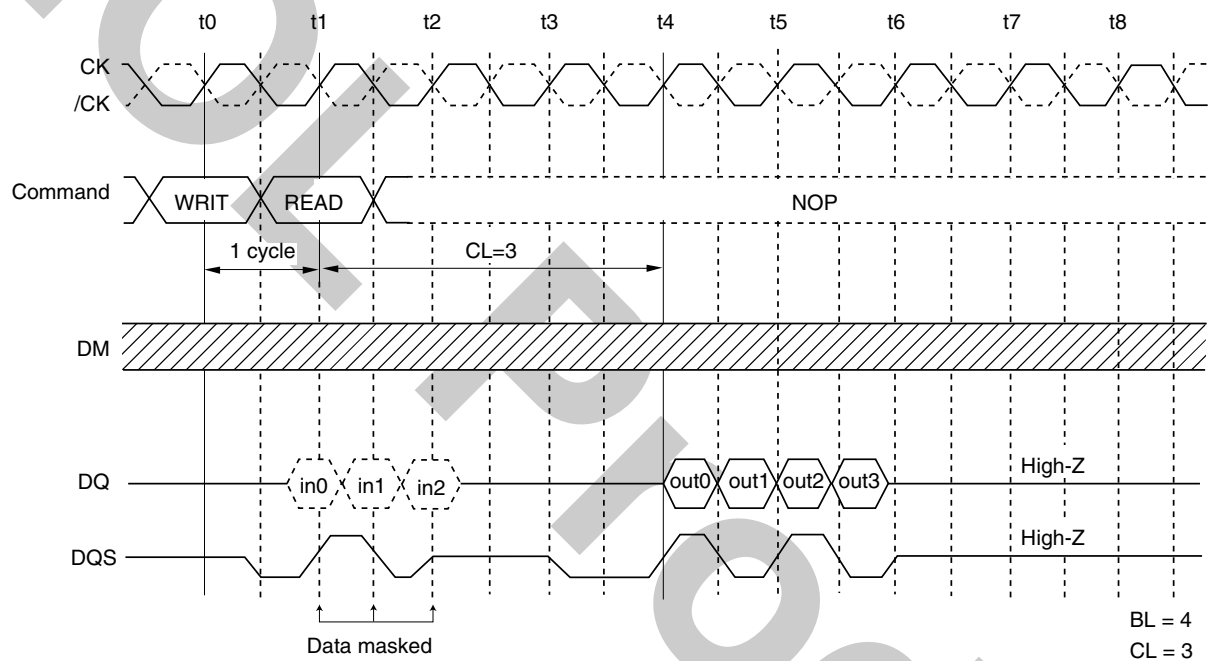 t0 t1 t2 t3 t4 t5 t6 t7 t8
CK
/CK
Command WRIT READ NOP
1 cycle CL=3
DM
DQ in0 in1 in2 out0 out1 out2 out3 High-Z
DQS High-Z
Data masked
BL = 4
CL = 3